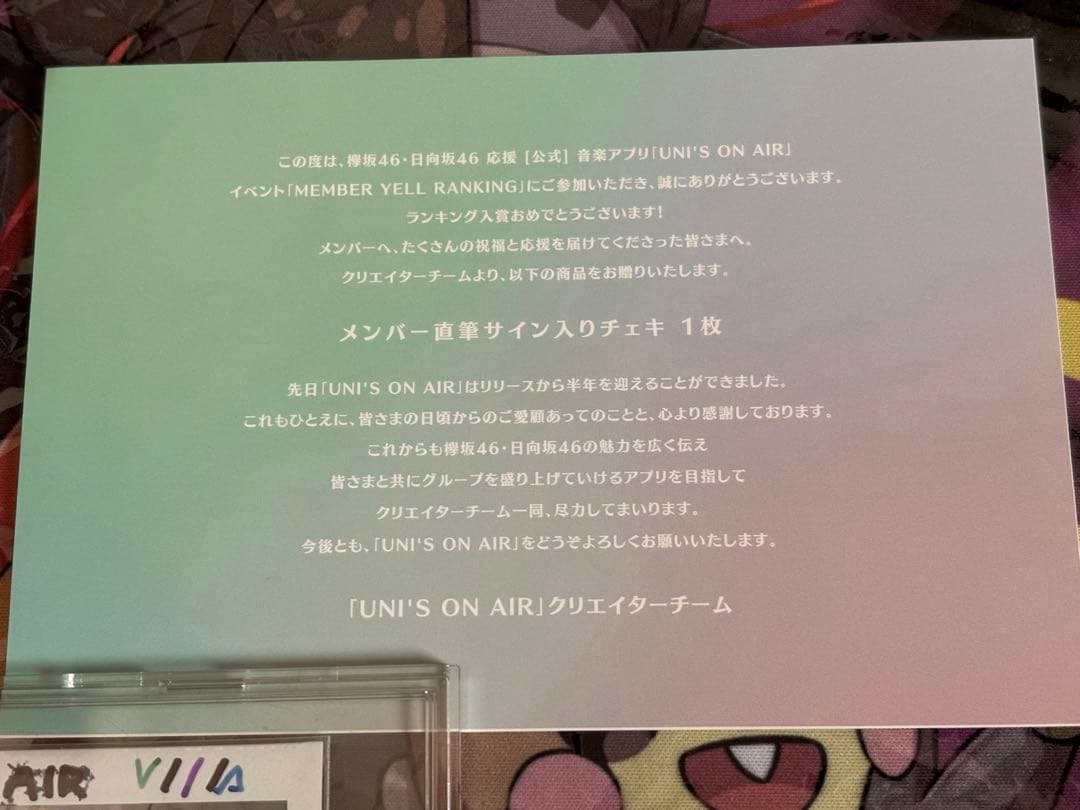 この度は、欅坂46・日向坂46 応援 [公式] 音楽アプリ「UNI'S ON AIR」
イベント「MEMBER YELL RANKING」にご参加いただき、誠にありがとうございます。
ランキング入賞おめでとうございます!
メンバーへ、たくさんの祝福と応援を届けてくださった皆さまへ。
クリエイターチームより、以下の商品をお贈りいたします。
メンバー直筆サイン入りチェキ 1枚
先日「UNI'S ON AIR」はリリースから半年を迎えることができました。
これもひとえに、皆さまの日頃からのご愛顧あってのことと、心より感謝しております。
これからも欅坂46・日向坂46の魅力を広く伝え
皆さまと共にグループを盛り上げていけるアプリを目指して
クリエイターチーム一同、尽力してまいります。
今後とも、「UNI'S ON AIR」をどうぞよろしくお願いいたします。
「UNI'S ON AIR」クリエイターチーム
AIR